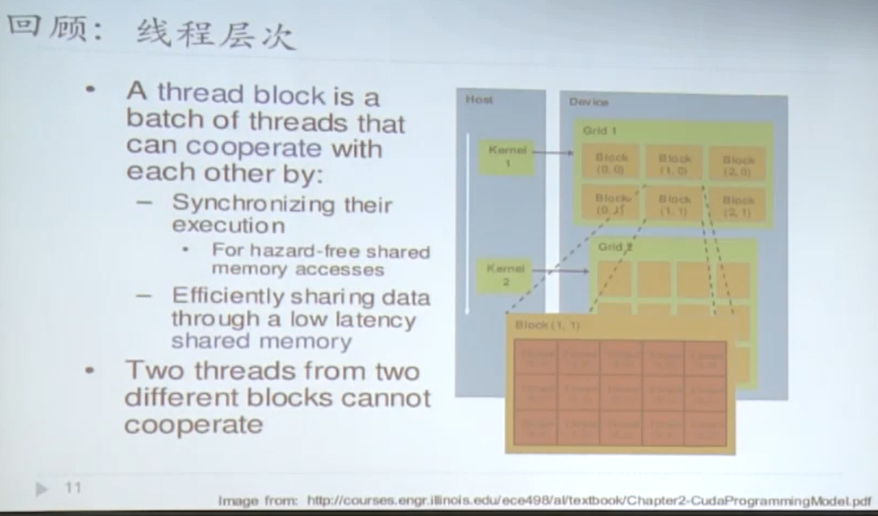 回顾: 线程层次
• A thread block is a
batch of threads that
can cooperate with
each other by:
– Synchronizing their
execution
• For hazard-free shared
memory accesses
– Efficiently sharing data
through a low latency
shared memory
• Two threads from two
different blocks cannot
cooperate
Host
Device
Grid 1
Kernel
1
Block
(0, 0)
Block
(1, 0)
Block
(2, 0)
Block
(0, 1)
Block
(1, 1)
Block
(2, 1)
Grid 2
Kernel
2
Block (1, 1)
11
Image from: http://courses.engr.illinois.edu/ece498/al/textbook/Chapter2-CudaProgrammingModel.pdf